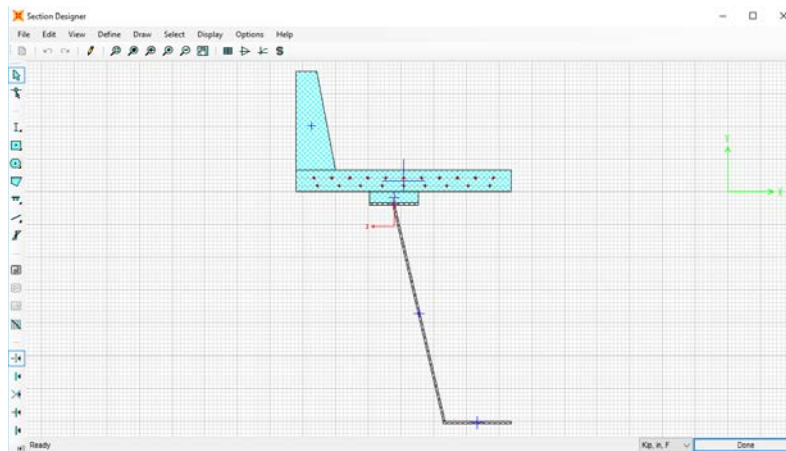 Section Designer
File Edit View Define Draw Select Display Options Help
Y
X
Ready
Kip, in, F
Done